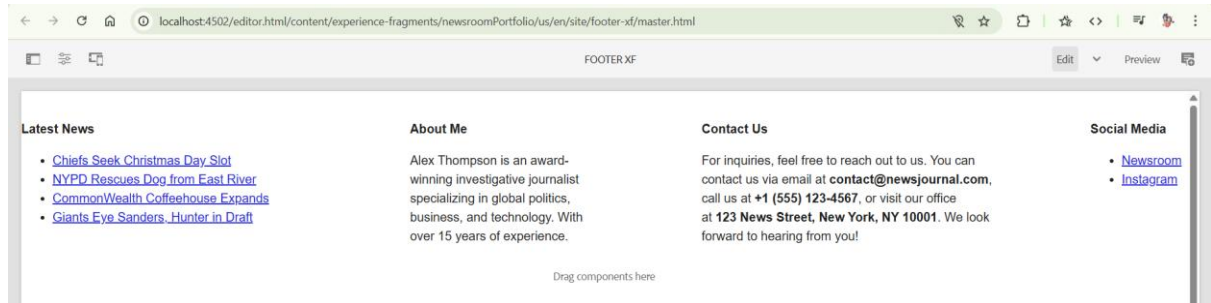 localhost:4502/editor.html/content/experience-fragments/newsroomPortfolio/us/en/site/footer-xf/master.html
FOOTER XF
Edit
Preview
Latest News
Chiefs Seek Christmas Day Slot
NYPD Rescues Dog from East River
CommonWealth Coffeehouse Expands
Giants Eye Sanders, Hunter in Draft
About Me
Alex Thompson is an award-
winning investigative journalist
specializing in global politics,
business, and technology. With
over 15 years of experience.
Contact Us
For inquiries, feel free to reach out to us. You can
contact us via email at contact@newsjournal.com,
call us at +1 (555) 123-4567, or visit our office
at 123 News Street, New York, NY 10001. We look
forward to hearing from you!
Social Media
Newsroom
Instagram
Drag components here